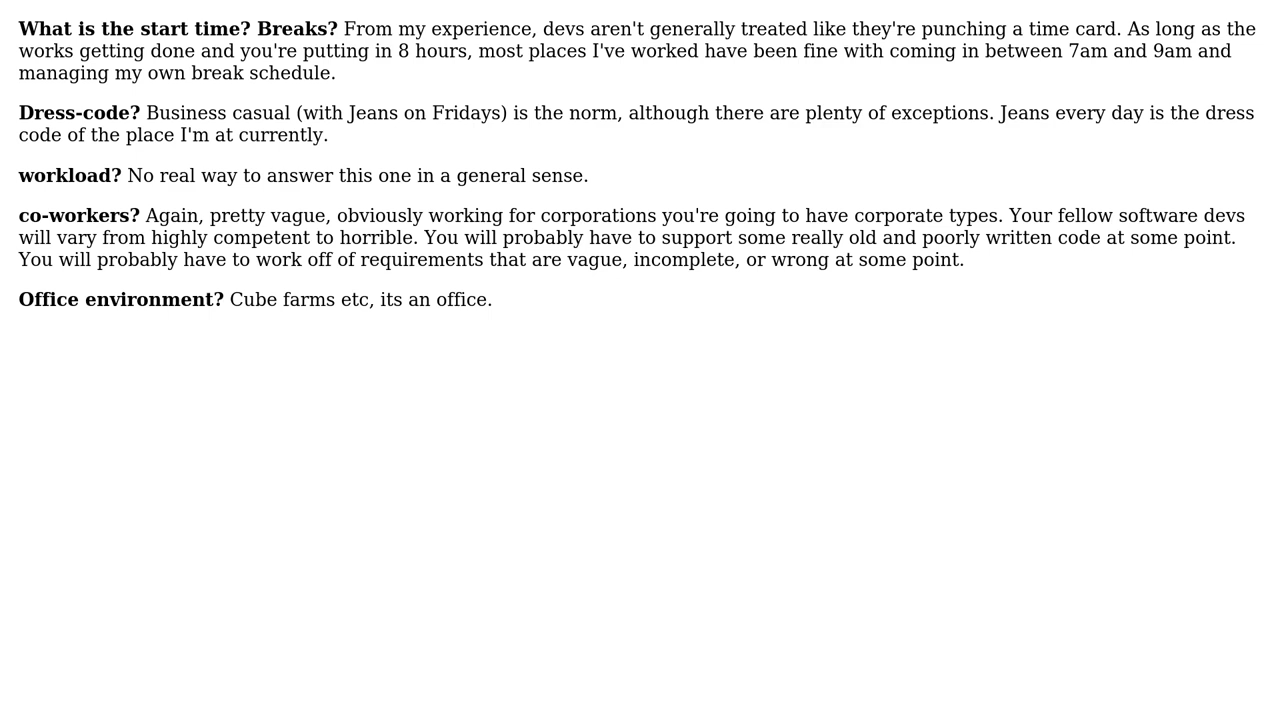 What is the start time? Breaks? From my experience, devs aren't generally treated like they're punching a time card. As long as the
works getting done and you're putting in 8 hours, most places I've worked have been fine with coming in between 7am and 9am and
managing my own break schedule.
Dress-code? Business casual (with Jeans on Fridays) is the norm, although there are plenty of exceptions. Jeans every day is the dress
code of the place I'm at currently.
workload? No real way to answer this one in a general sense.
co-workers? Again, pretty vague, obviously working for corporations you're going to have corporate types. Your fellow software devs
will vary from highly competent to horrible. You will probably have to support some really old and poorly written code at some point.
You will probably have to work off of requirements that are vague, incomplete, or wrong at some point.
Office environment? Cube farms etc, its an office.